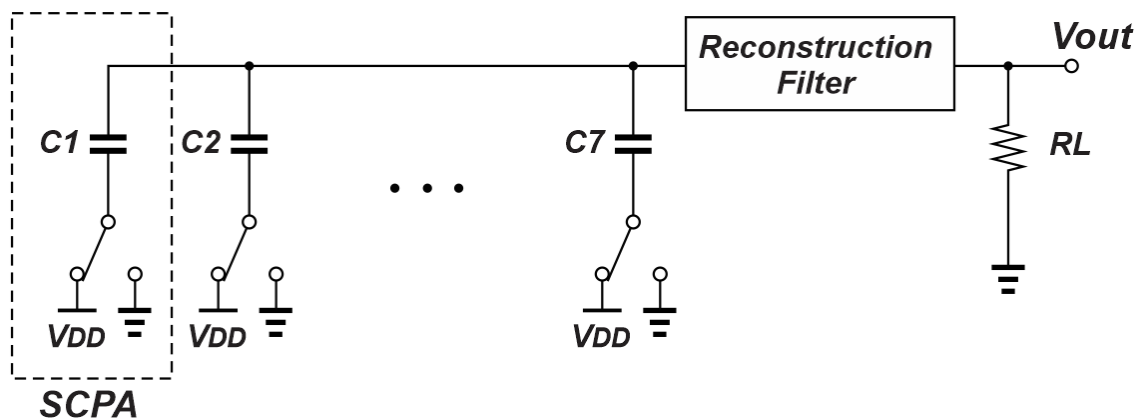 Reconstruction
Filter
Vout
C1
C2
C7
RL
. . .
VDD
VDD
VDD
SCPA